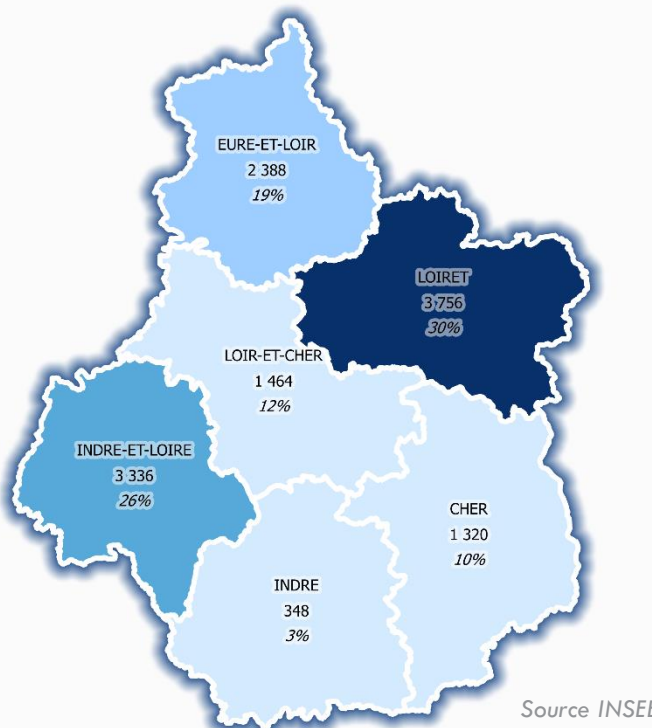 EURE-ET-LOIR
2 388
19%
LOIRET
3 756
30%
LOIR-ET-CHER
1 464
12%
INDRE-ET-LOIRE
3 336
26%
CHER
1 320
10%
INDRE
348
3%
Source INSEE